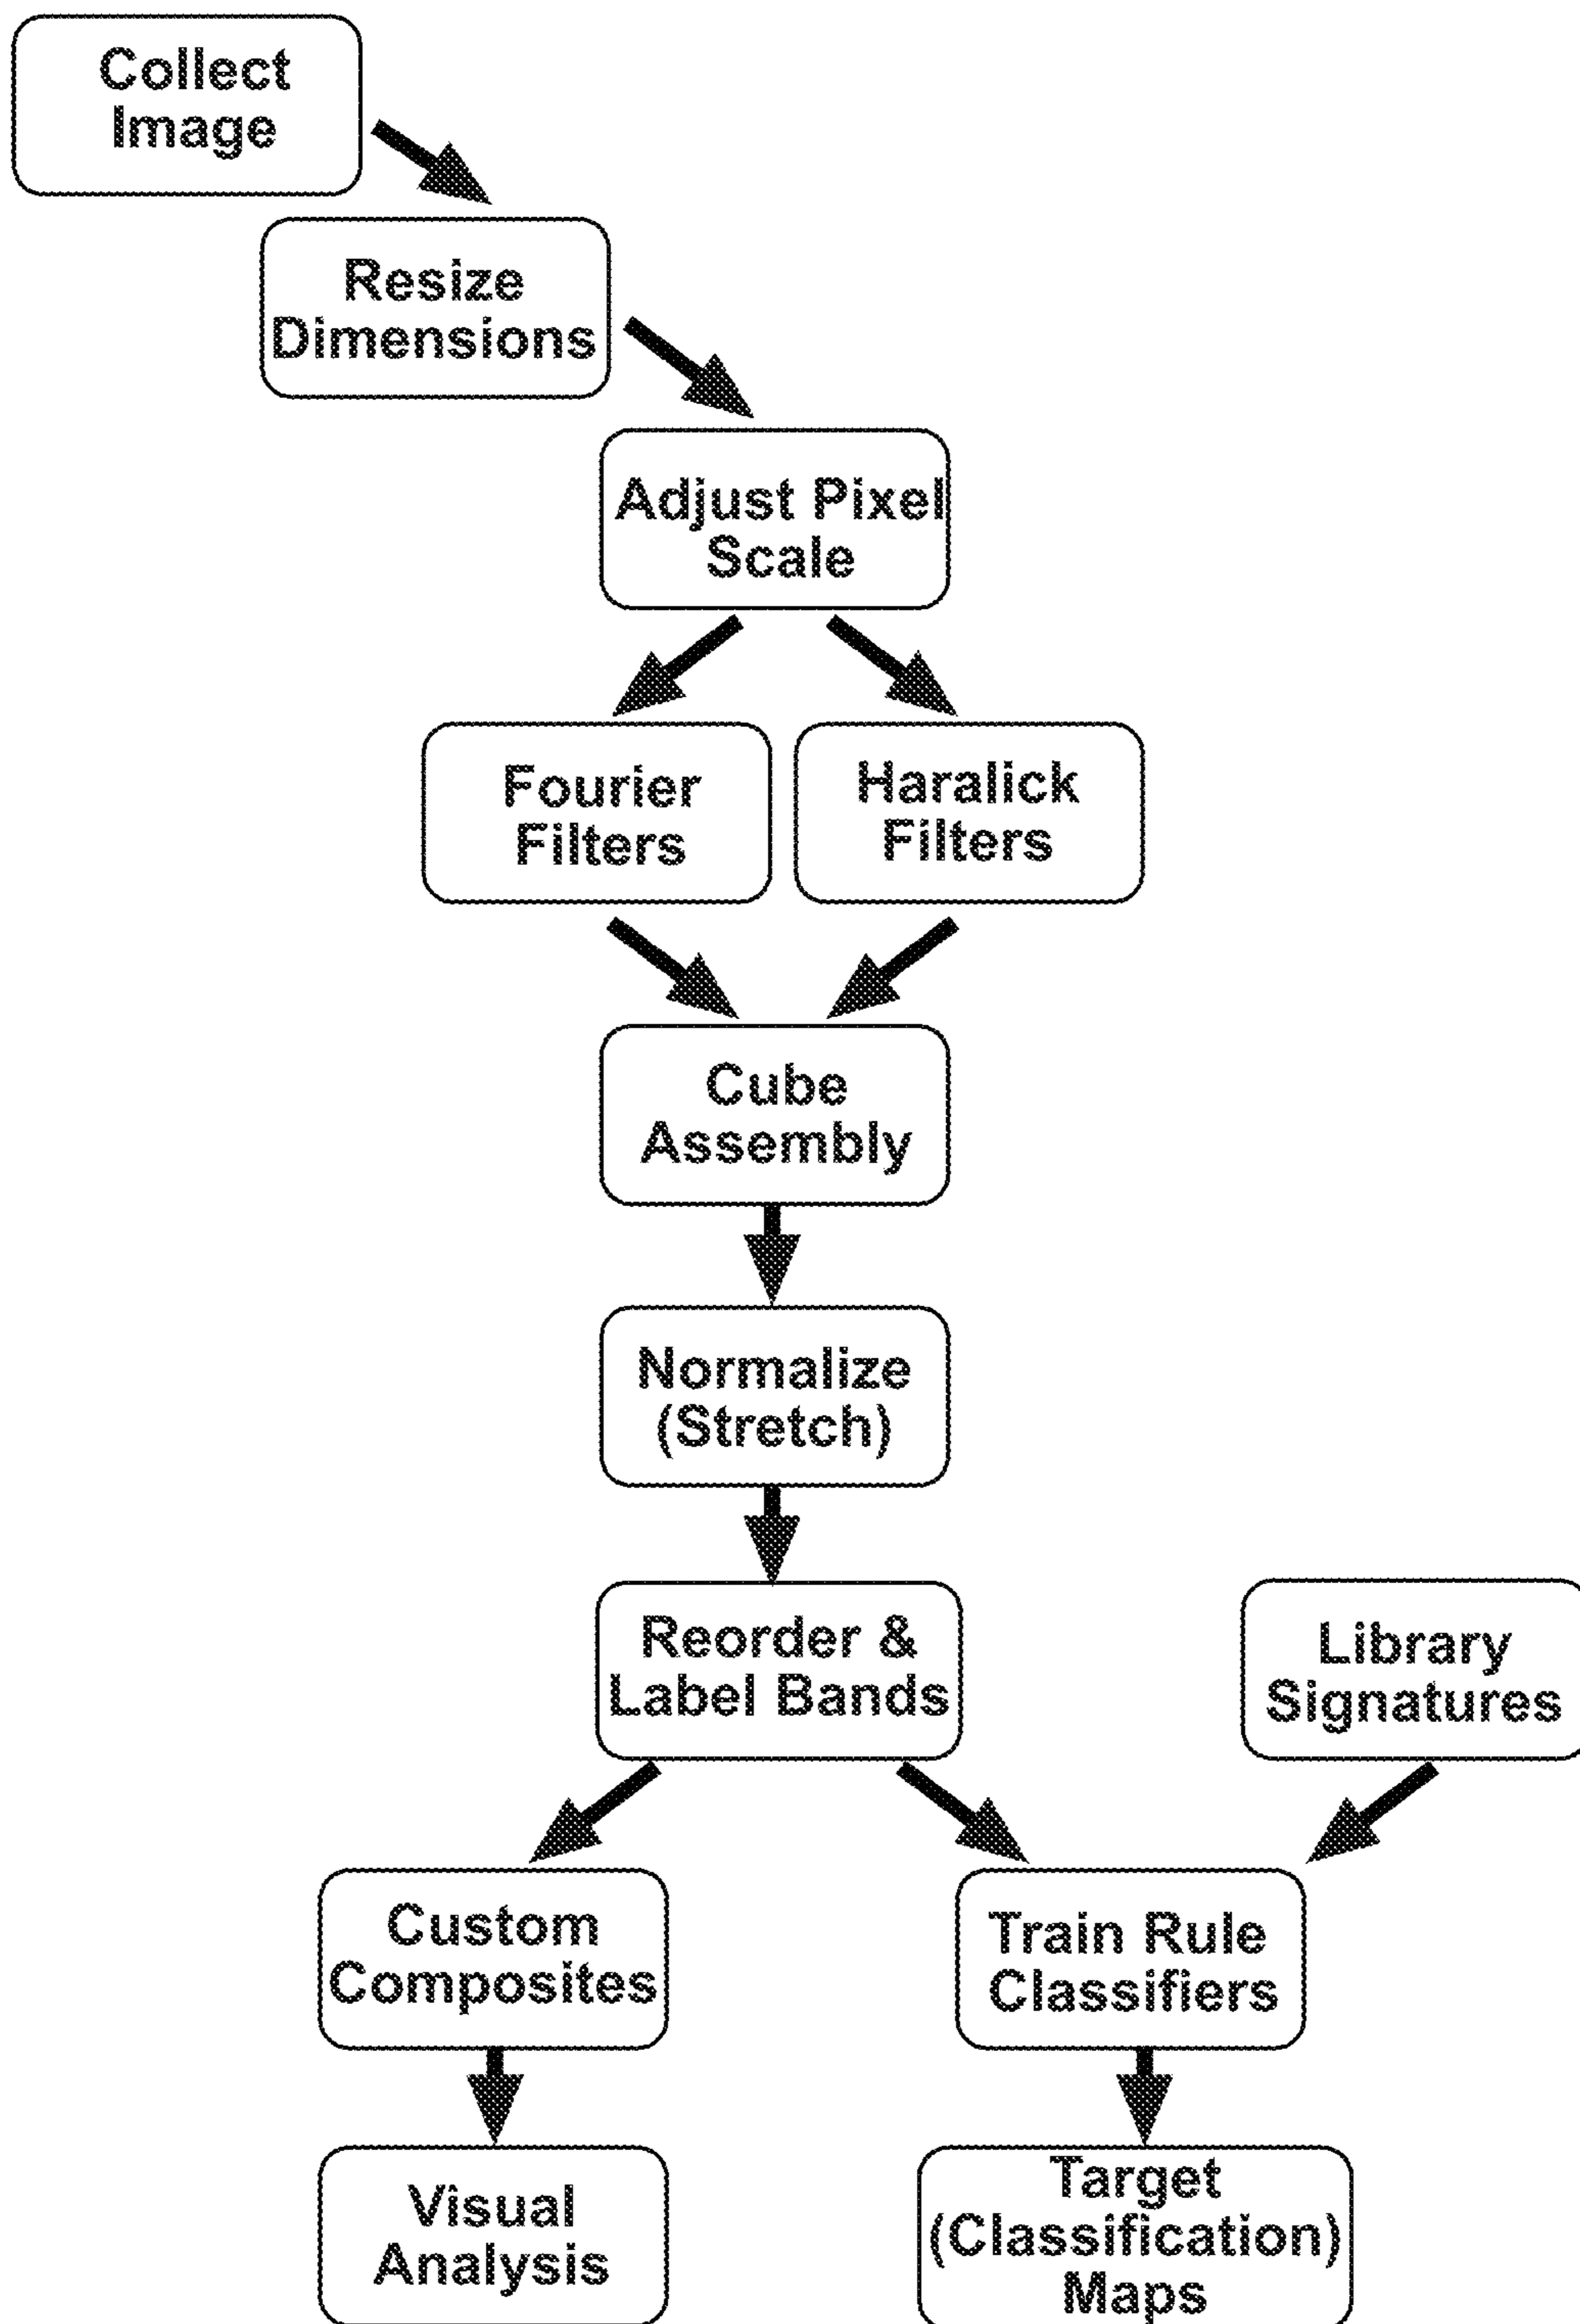 Collect
Image
Resize
Dimensions
Adjust Pixel
Scale
Fourier
Filters
Haralick
Filters
Cube
Assembly
Normalize
(Stretch)
Reorder &
Label Bands
Library
Signatures
Custom
Composites
Train Rule
Classifiers
Visual
Analysis
Target
(Classification)
Maps